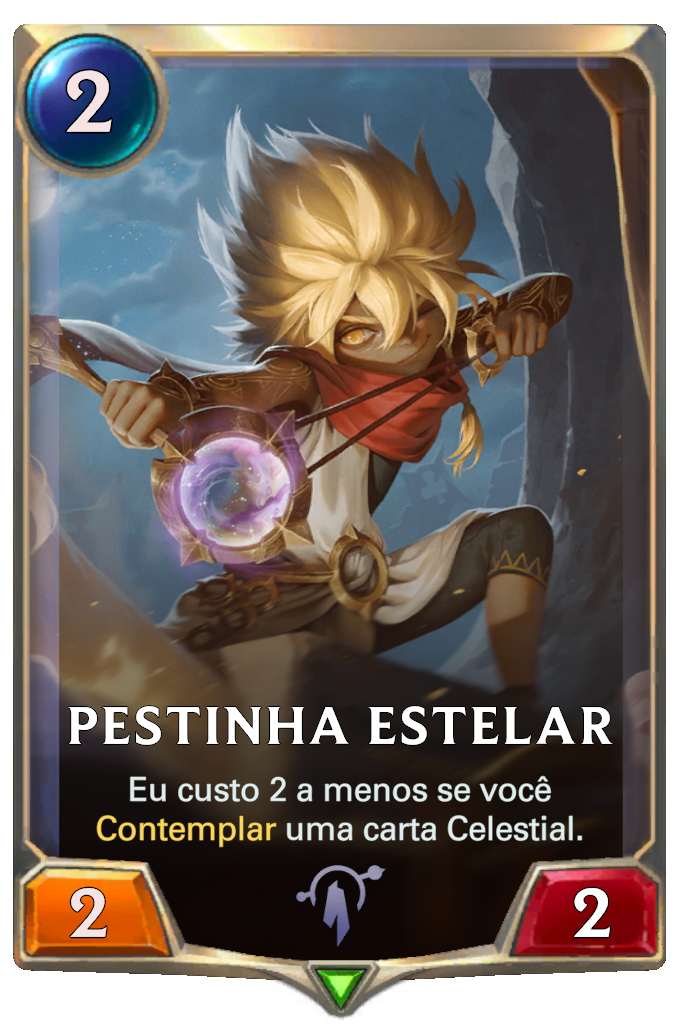 2
PESTINHA ESTELAR
Eu custo 2 a menos se você
Contemplar uma carta Celestial.
2 2